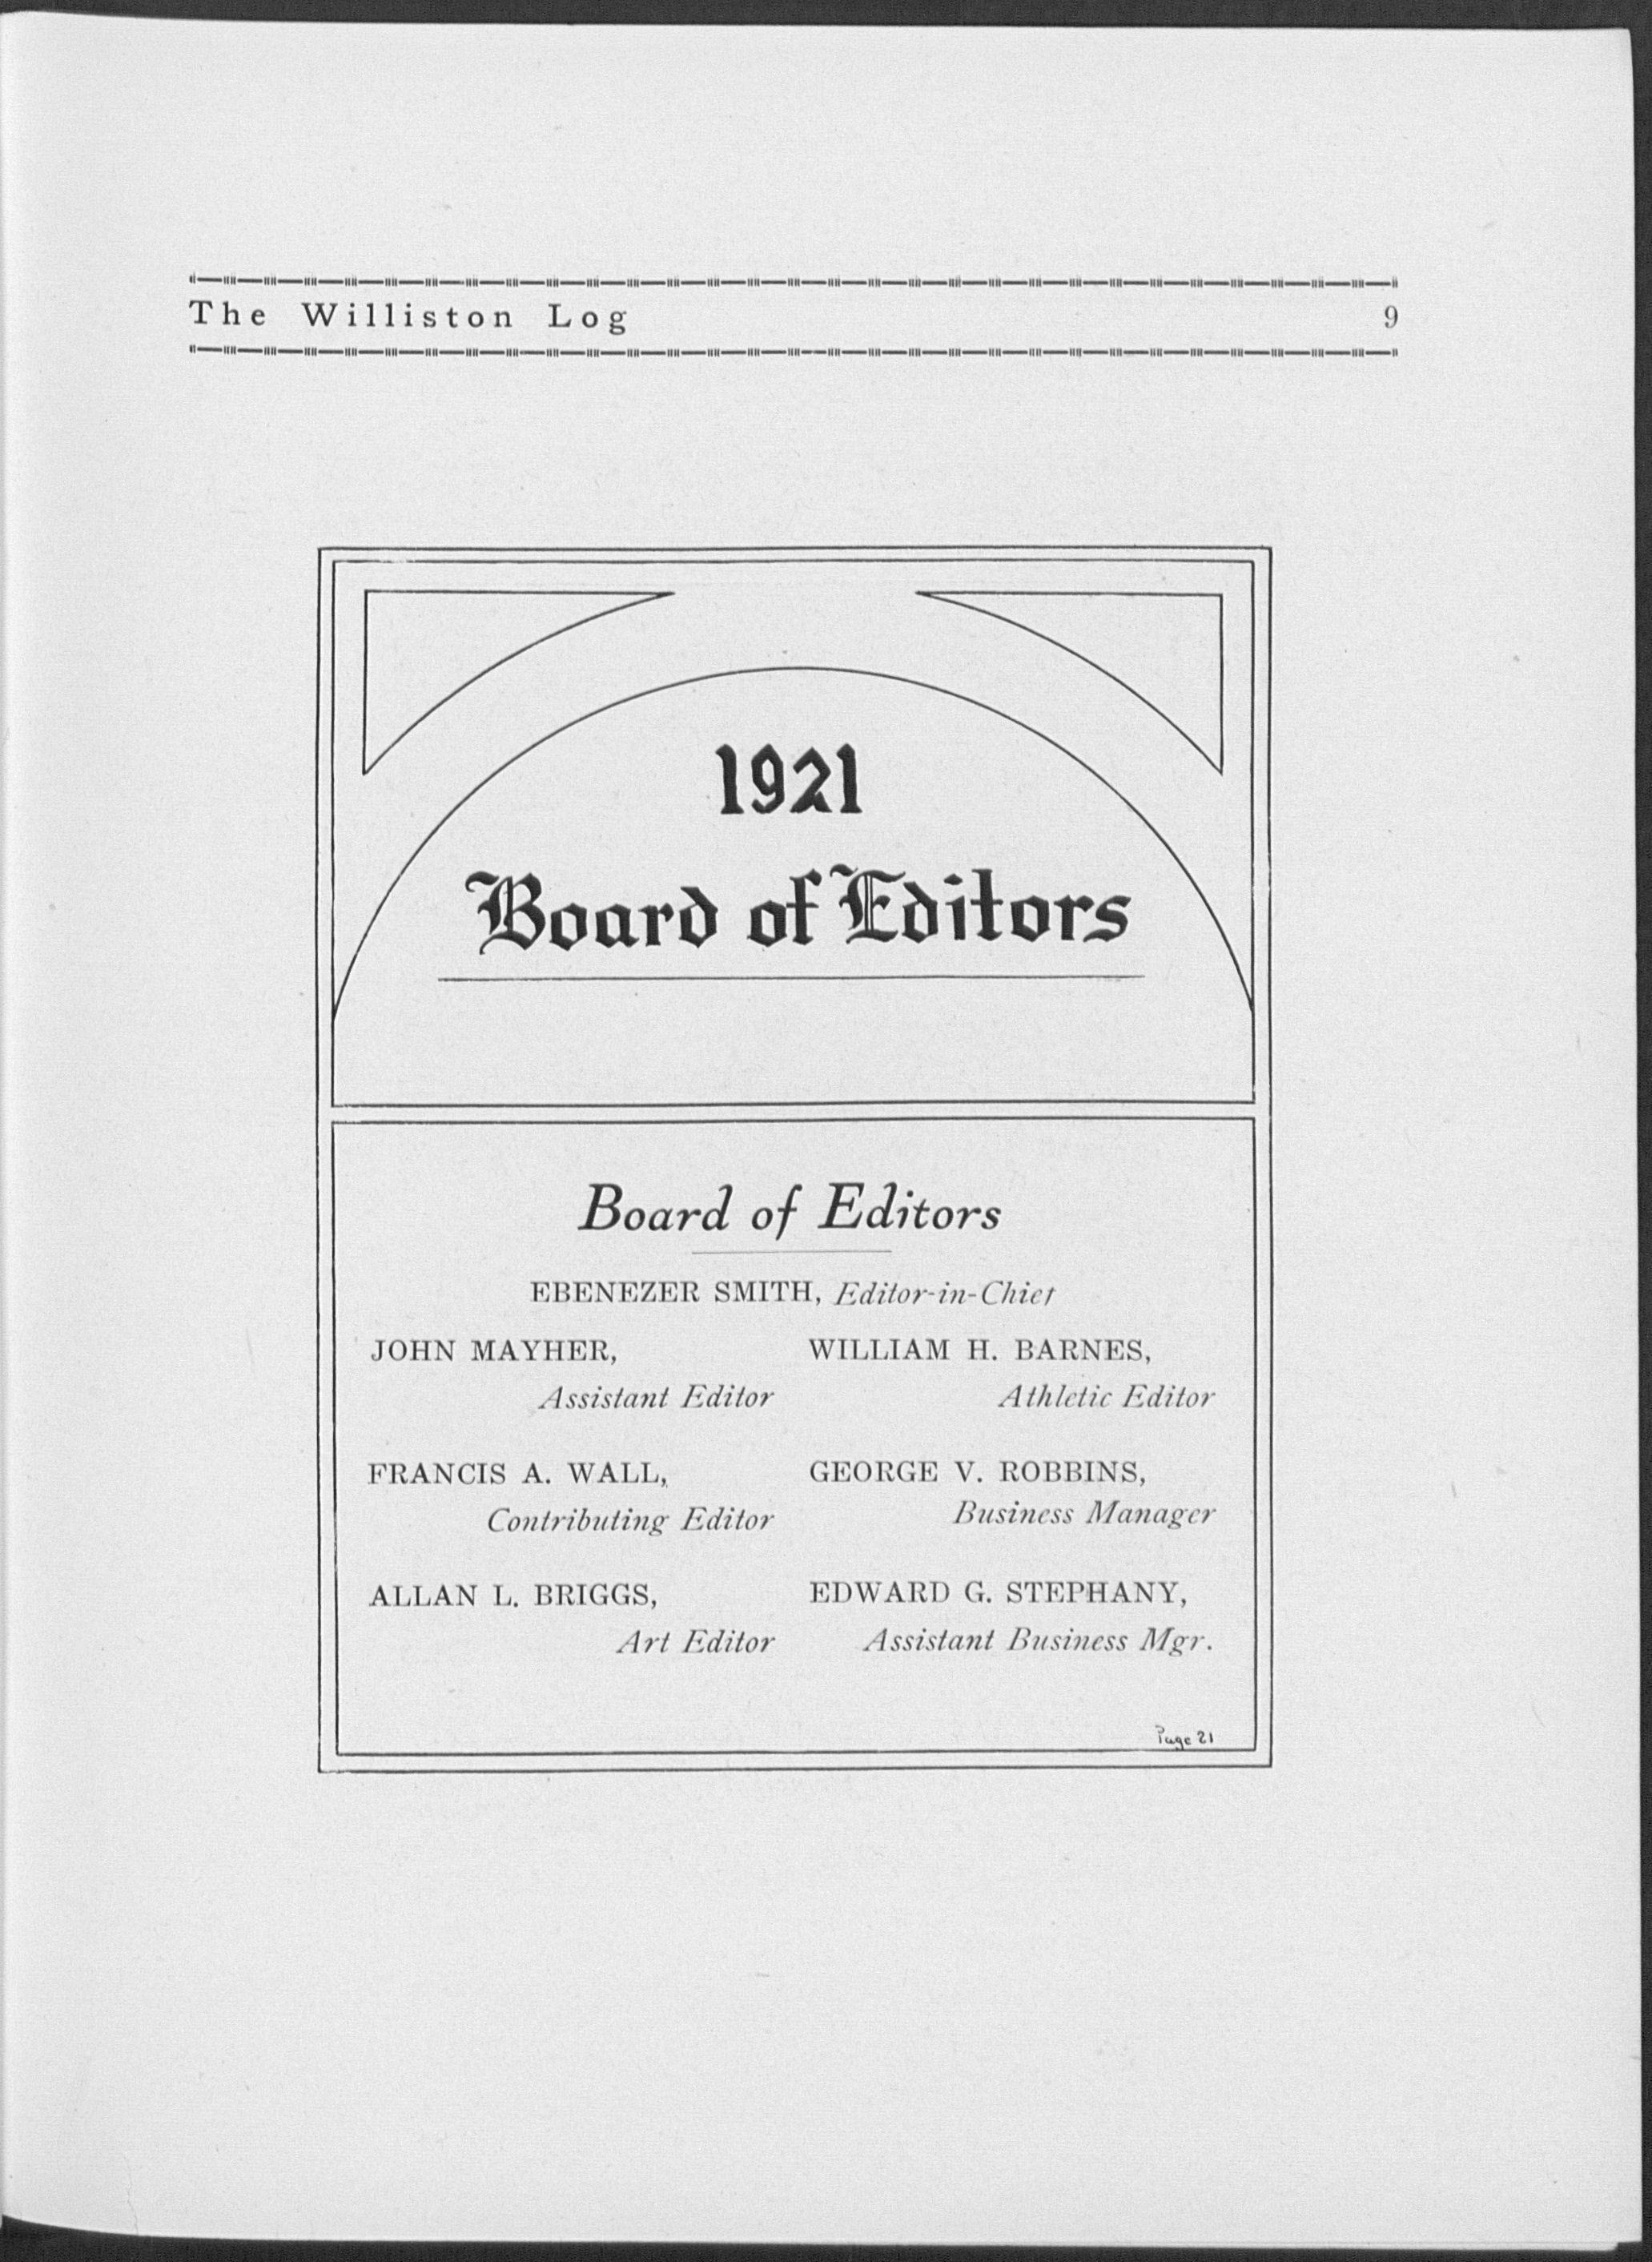 The Williston Log 9
1921
Board of Editors
Board of Editors
EBENEZER SMITH, Editor-in-Chief
JOHN MAYHER,
Assistant Editor
WILLIAM H. BARNES,
Athletic Editor
FRANCIS A. WALL,
Contributing Editor
GEORGE V. ROBBINS,
Business Manager
ALLAN L. BRIGGS,
Art Editor
EDWARD G. STEPHANY,
Assistant Business Mgr.
Page 21